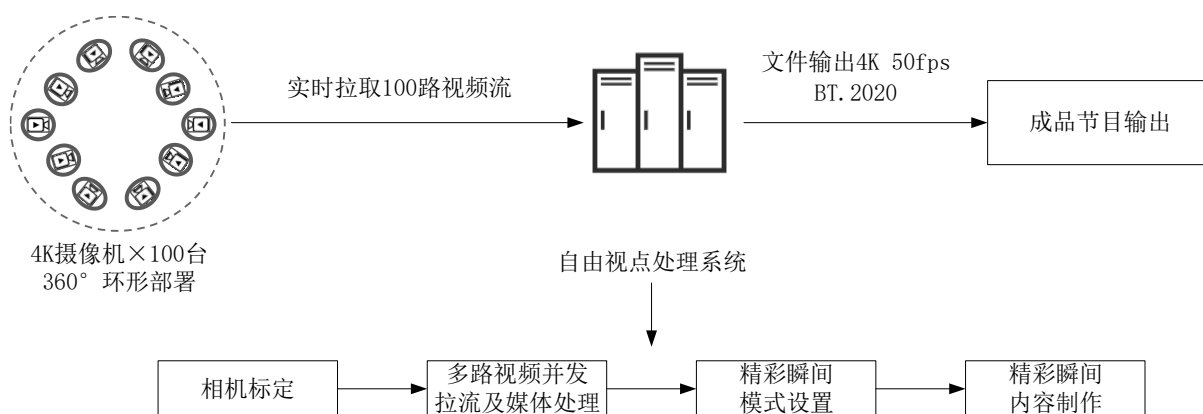 实时拉取100路视频流
文件输出4K 50fps
BT.2020
成品节目输出
4K摄像机×100台
360°环形部署
自由视点处理系统
相机标定
多路视频并发
拉流及媒体处理
精彩瞬间
模式设置
精彩瞬间
内容制作